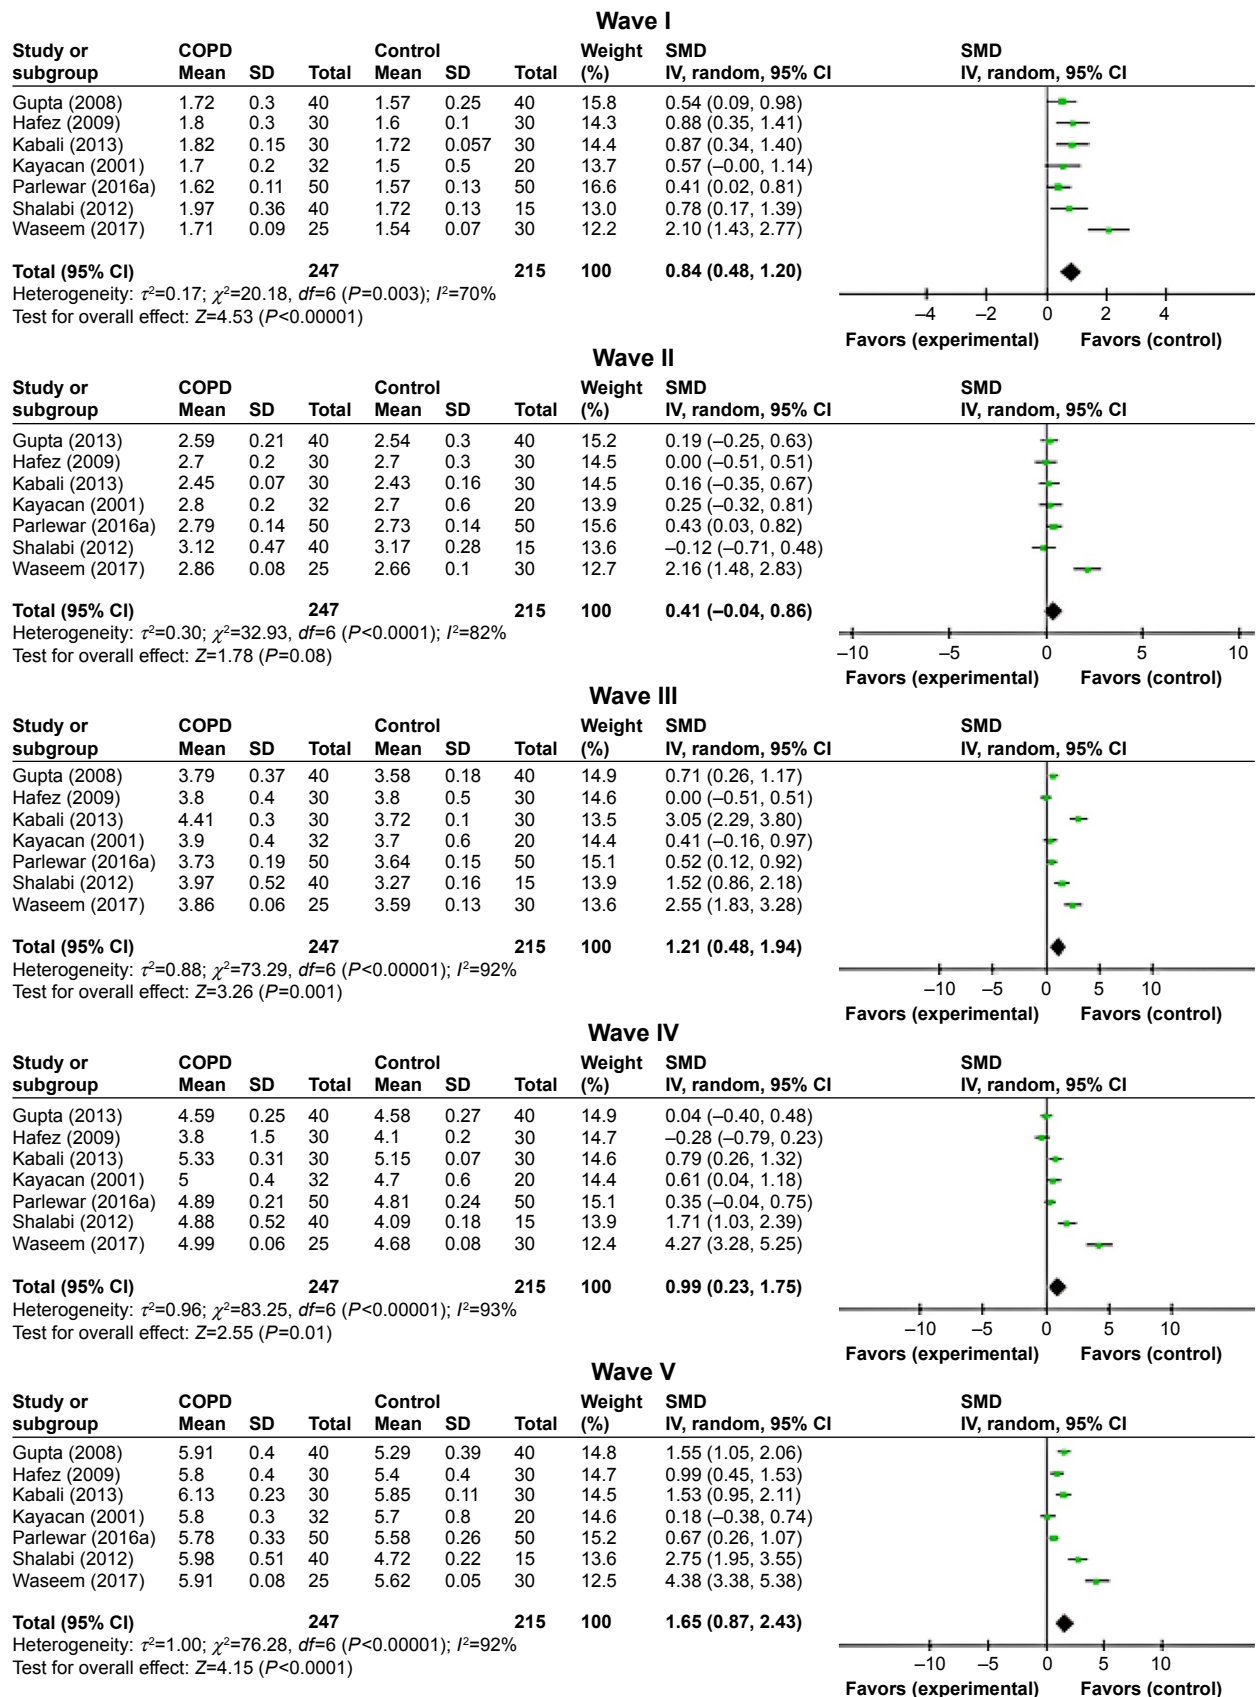 Wave I
Study or subgroup COPD Mean SD Total Control Mean SD Total Weight (%) SMD IV, random, 95% CI SMD IV, random, 95% CI
Gupta (2008) 1.72 0.3 40 1.57 0.25 40 15.8 0.54 (0.09, 0.98)
Hafez (2009) 1.8 0.3 30 1.6 0.1 30 14.3 0.88 (0.35, 1.41)
Kabali (2013) 1.82 0.15 30 1.72 0.057 30 14.4 0.87 (0.34, 1.40)
Kayacan (2001) 1.7 0.2 32 1.5 0.5 20 13.7 0.57 (–0.00, 1.14)
Parlewar (2016a) 1.62 0.11 50 1.57 0.13 50 16.6 0.41 (0.02, 0.81)
Shalabi (2012) 1.97 0.36 40 1.72 0.13 15 13.0 0.78 (0.17, 1.39)
Waseem (2017) 1.71 0.09 25 1.54 0.07 30 12.2 2.10 (1.43, 2.77)
Total (95% CI) 247 215 100 0.84 (0.48, 1.20)
Heterogeneity: τ²=0.17; χ²=20.18, df=6 (P=0.003); I²=70%
Test for overall effect: Z=4.53 (P<0.00001)
–4 –2 0 2 4
Favors (experimental) Favors (control)
Wave II
Study or subgroup COPD Mean SD Total Control Mean SD Total Weight (%) SMD IV, random, 95% CI SMD IV, random, 95% CI
Gupta (2013) 2.59 0.21 40 2.54 0.3 40 15.2 0.19 (–0.25, 0.63)
Hafez (2009) 2.7 0.2 30 2.7 0.3 30 14.5 0.00 (–0.51, 0.51)
Kabali (2013) 2.45 0.07 30 2.43 0.16 30 14.5 0.16 (–0.35, 0.67)
Kayacan (2001) 2.8 0.2 32 2.7 0.6 20 13.9 0.25 (–0.32, 0.81)
Parlewar (2016a) 2.79 0.14 50 2.73 0.14 50 15.6 0.43 (0.03, 0.82)
Shalabi (2012) 3.12 0.47 40 3.17 0.28 15 13.6 –0.12 (–0.71, 0.48)
Waseem (2017) 2.86 0.08 25 2.66 0.1 30 12.7 2.16 (1.48, 2.83)
Total (95% CI) 247 215 100 0.41 (–0.04, 0.86)
Heterogeneity: τ²=0.30; χ²=32.93, df=6 (P<0.0001); I²=82%
Test for overall effect: Z=1.78 (P=0.08)
–10 –5 0 5 10
Favors (experimental) Favors (control)
Wave III
Study or subgroup COPD Mean SD Total Control Mean SD Total Weight (%) SMD IV, random, 95% CI SMD IV, random, 95% CI
Gupta (2008) 3.79 0.37 40 3.58 0.18 40 14.9 0.71 (0.26, 1.17)
Hafez (2009) 3.8 0.4 30 3.8 0.5 30 14.6 0.00 (–0.51, 0.51)
Kabali (2013) 4.41 0.3 30 3.72 0.1 30 13.5 3.05 (2.29, 3.80)
Kayacan (2001) 3.9 0.4 32 3.7 0.6 20 14.4 0.41 (–0.16, 0.97)
Parlewar (2016a) 3.73 0.19 50 3.64 0.15 50 15.1 0.52 (0.12, 0.92)
Shalabi (2012) 3.97 0.52 40 3.27 0.16 15 13.9 1.52 (0.86, 2.18)
Waseem (2017) 3.86 0.06 25 3.59 0.13 30 13.6 2.55 (1.83, 3.28)
Total (95% CI) 247 215 100 1.21 (0.48, 1.94)
Heterogeneity: τ²=0.88; χ²=73.29, df=6 (P<0.00001); I²=92%
Test for overall effect: Z=3.26 (P=0.001)
–10 –5 0 5 10
Favors (experimental) Favors (control)
Wave IV
Study or subgroup COPD Mean SD Total Control Mean SD Total Weight (%) SMD IV, random, 95% CI SMD IV, random, 95% CI
Gupta (2013) 4.59 0.25 40 4.58 0.27 40 14.9 0.04 (–0.40, 0.48)
Hafez (2009) 3.8 1.5 30 4.1 0.2 30 14.7 –0.28 (–0.79, 0.23)
Kabali (2013) 5.33 0.31 30 5.15 0.07 30 14.6 0.79 (0.26, 1.32)
Kayacan (2001) 5 0.4 32 4.7 0.6 20 14.4 0.61 (0.04, 1.18)
Parlewar (2016a) 4.89 0.21 50 4.81 0.24 50 15.1 0.35 (–0.04, 0.75)
Shalabi (2012) 4.88 0.52 40 4.09 0.18 15 13.9 1.71 (1.03, 2.39)
Waseem (2017) 4.99 0.06 25 4.68 0.08 30 12.4 4.27 (3.28, 5.25)
Total (95% CI) 247 215 100 0.99 (0.23, 1.75)
Heterogeneity: τ²=0.96; χ²=83.25, df=6 (P<0.00001); I²=93%
Test for overall effect: Z=2.55 (P=0.01)
–10 –5 0 5 10
Favors (experimental) Favors (control)
Wave V
Study or subgroup COPD Mean SD Total Control Mean SD Total Weight (%) SMD IV, random, 95% CI SMD IV, random, 95% CI
Gupta (2008) 5.91 0.4 40 5.29 0.39 40 14.8 1.55 (1.05, 2.06)
Hafez (2009) 5.8 0.4 30 5.4 0.4 30 14.7 0.99 (0.45, 1.53)
Kabali (2013) 6.13 0.23 30 5.85 0.11 30 14.5 1.53 (0.95, 2.11)
Kayacan (2001) 5.8 0.3 32 5.7 0.8 20 14.6 0.18 (–0.38, 0.74)
Parlewar (2016a) 5.78 0.33 50 5.58 0.26 50 15.2 0.67 (0.26, 1.07)
Shalabi (2012) 5.98 0.51 40 4.72 0.22 15 13.6 2.75 (1.95, 3.55)
Waseem (2017) 5.91 0.08 25 5.62 0.05 30 12.5 4.38 (3.38, 5.38)
Total (95% CI) 247 215 100 1.65 (0.87, 2.43)
Heterogeneity: τ²=1.00; χ²=76.28, df=6 (P<0.00001); I²=92%
Test for overall effect: Z=4.15 (P<0.0001)
–10 –5 0 5 10
Favors (experimental) Favors (control)